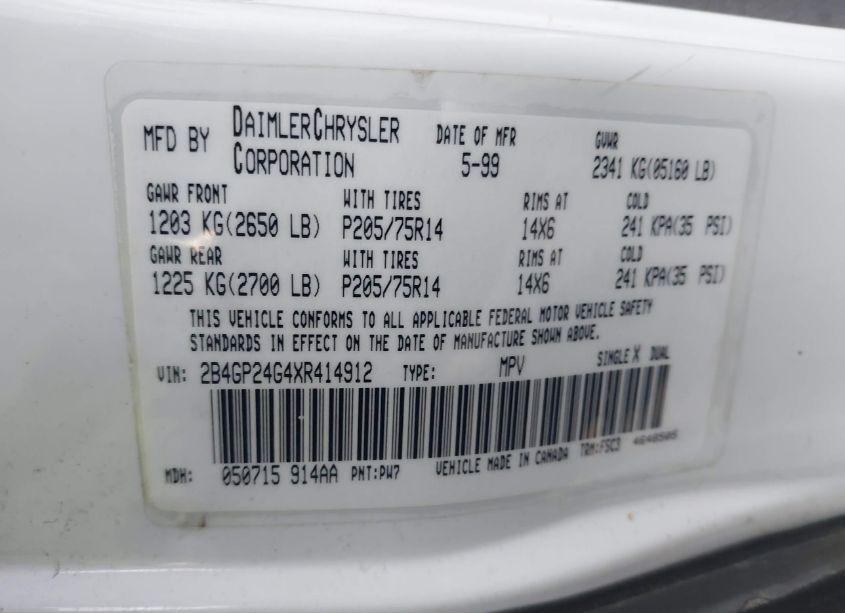 MFD BY DAIMLERCHRYSLER CORPORATION DATE OF MFR 5-99 GVWR 2341 KG(05160 LB)
GAWR FRONT WITH TIRES RIMS AT COLD
1203 KG(2650 LB) P205/75R14 14X6 241 KPA(35 PSI)
GAWR REAR WITH TIRES RIMS AT COLD
1225 KG(2700 LB) P205/75R14 14X6 241 KPA(35 PSI)
THIS VEHICLE CONFORMS TO ALL APPLICABLE FEDERAL MOTOR VEHICLE SAFETY
STANDARDS IN EFFECT ON THE DATE OF MANUFACTURE SHOWN ABOVE.
VIN: 2B4GP24G4XR414912 TYPE: MPV SINGLE X DUAL
MDH: 050715 914AA PNT:PW7 VEHICLE MADE IN CANADA TRM:FSC3 4648505